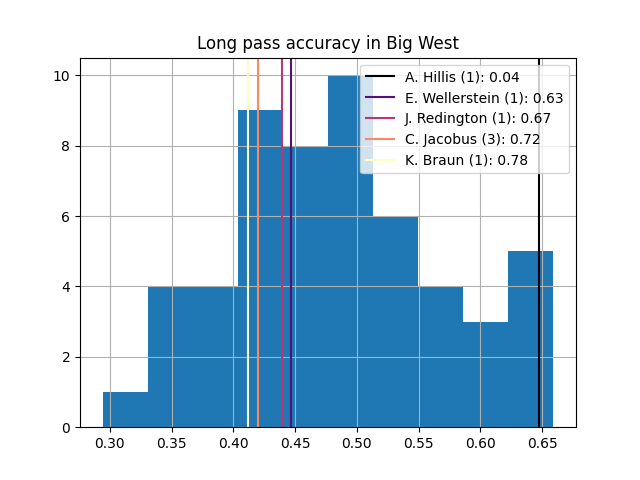 Long pass accuracy in Big West
10
8
6
4
2
0
A. Hillis (1): 0.04
E. Wellerstein (1): 0.63
J. Redington (1): 0.67
C. Jacobus (3): 0.72
K. Braun (1): 0.78
0.30 0.35 0.40 0.45 0.50 0.55 0.60 0.65